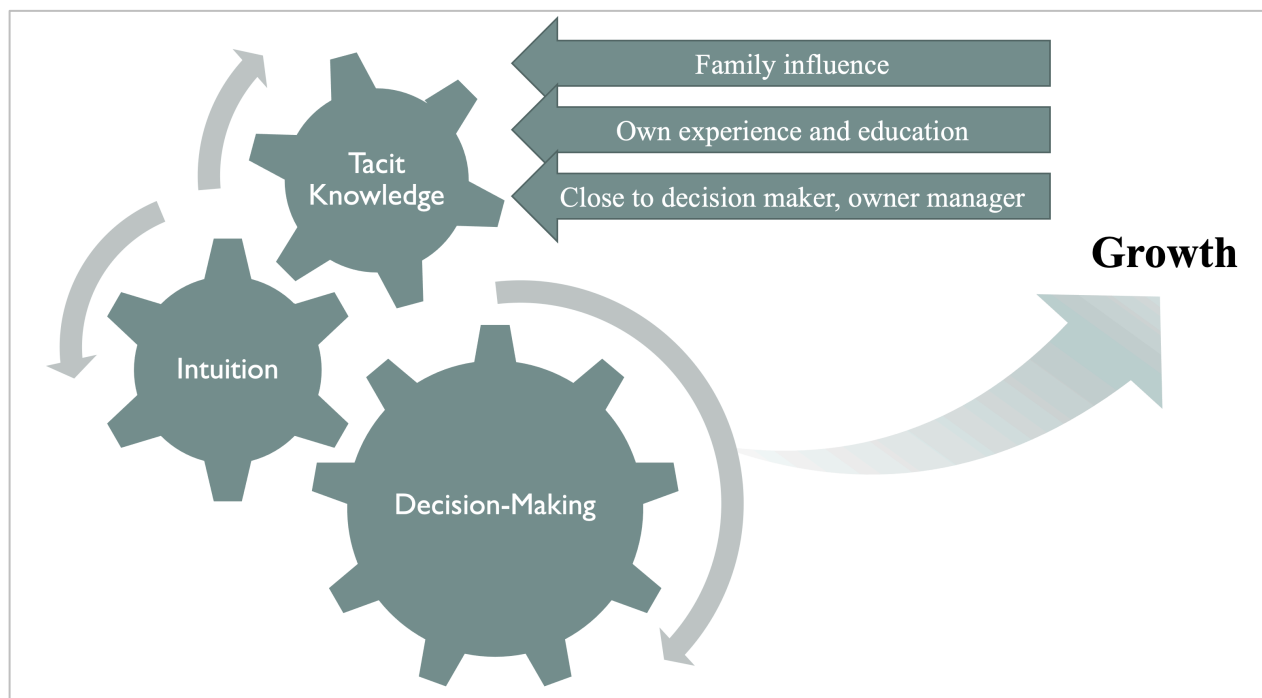 Family influence
Own experience and education
Close to decision maker, owner manager
Tacit
Knowledge
Growth
Intuition
Decision-Making